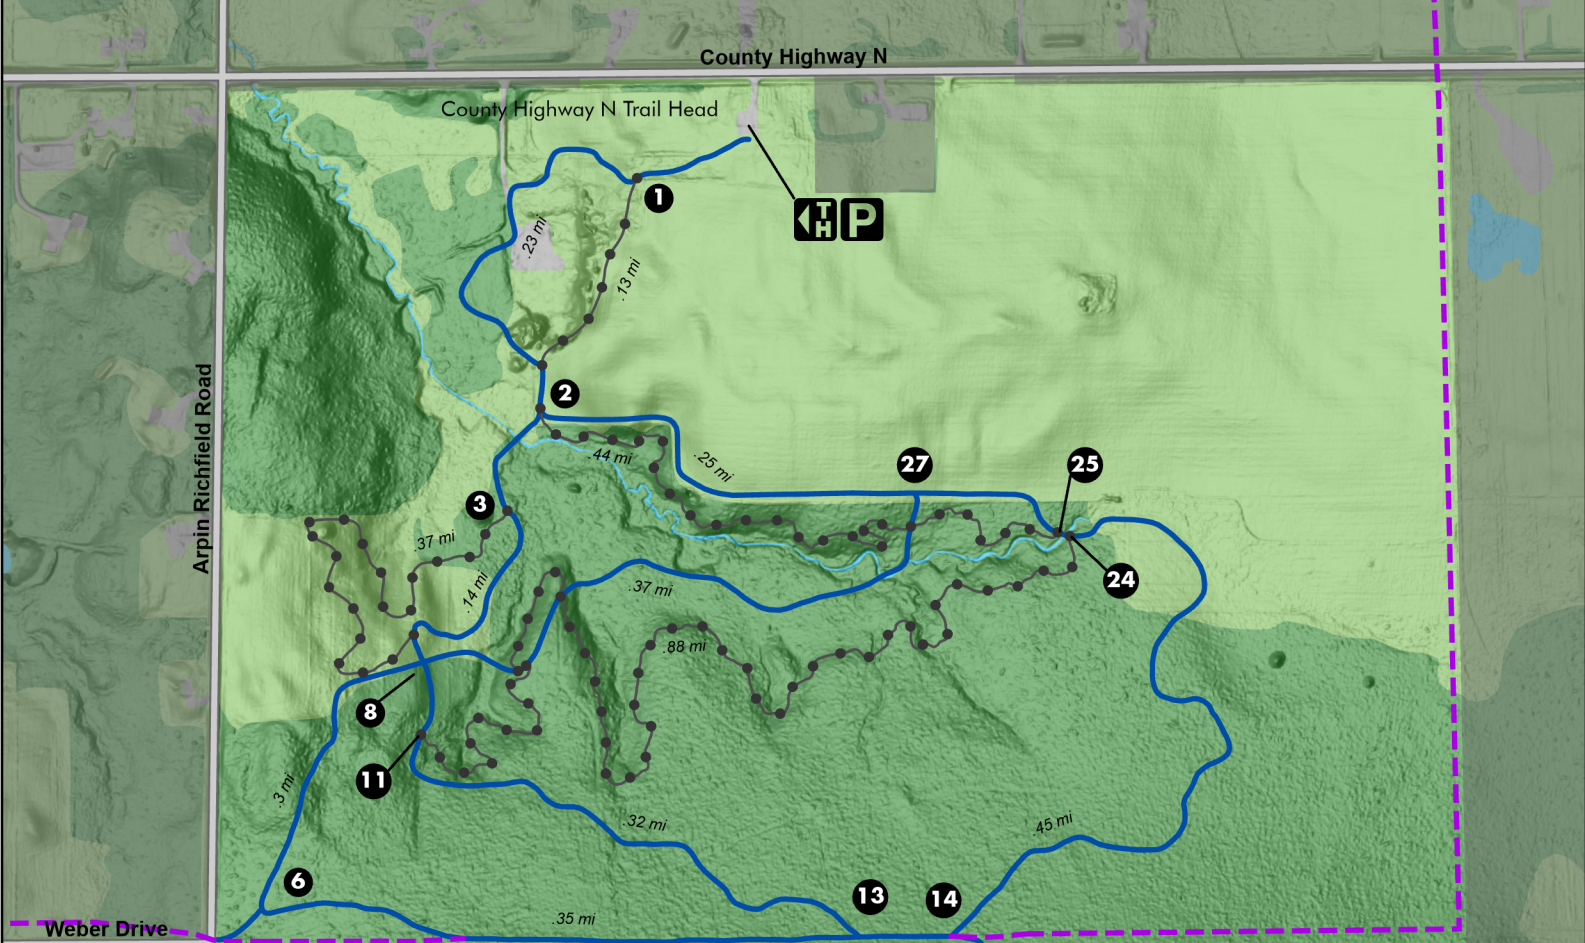 County Highway N
County Highway N Trail Head
1
TH P
.23 mi
.13 mi
2
.44 mi
.25 mi
27
25
3
.37 mi
24
.14 mi
.37 mi
.88 mi
Arpin Richfield Road
8
11
.3 mi
.32 mi
.45 mi
6
13
14
.35 mi
Weber Drive